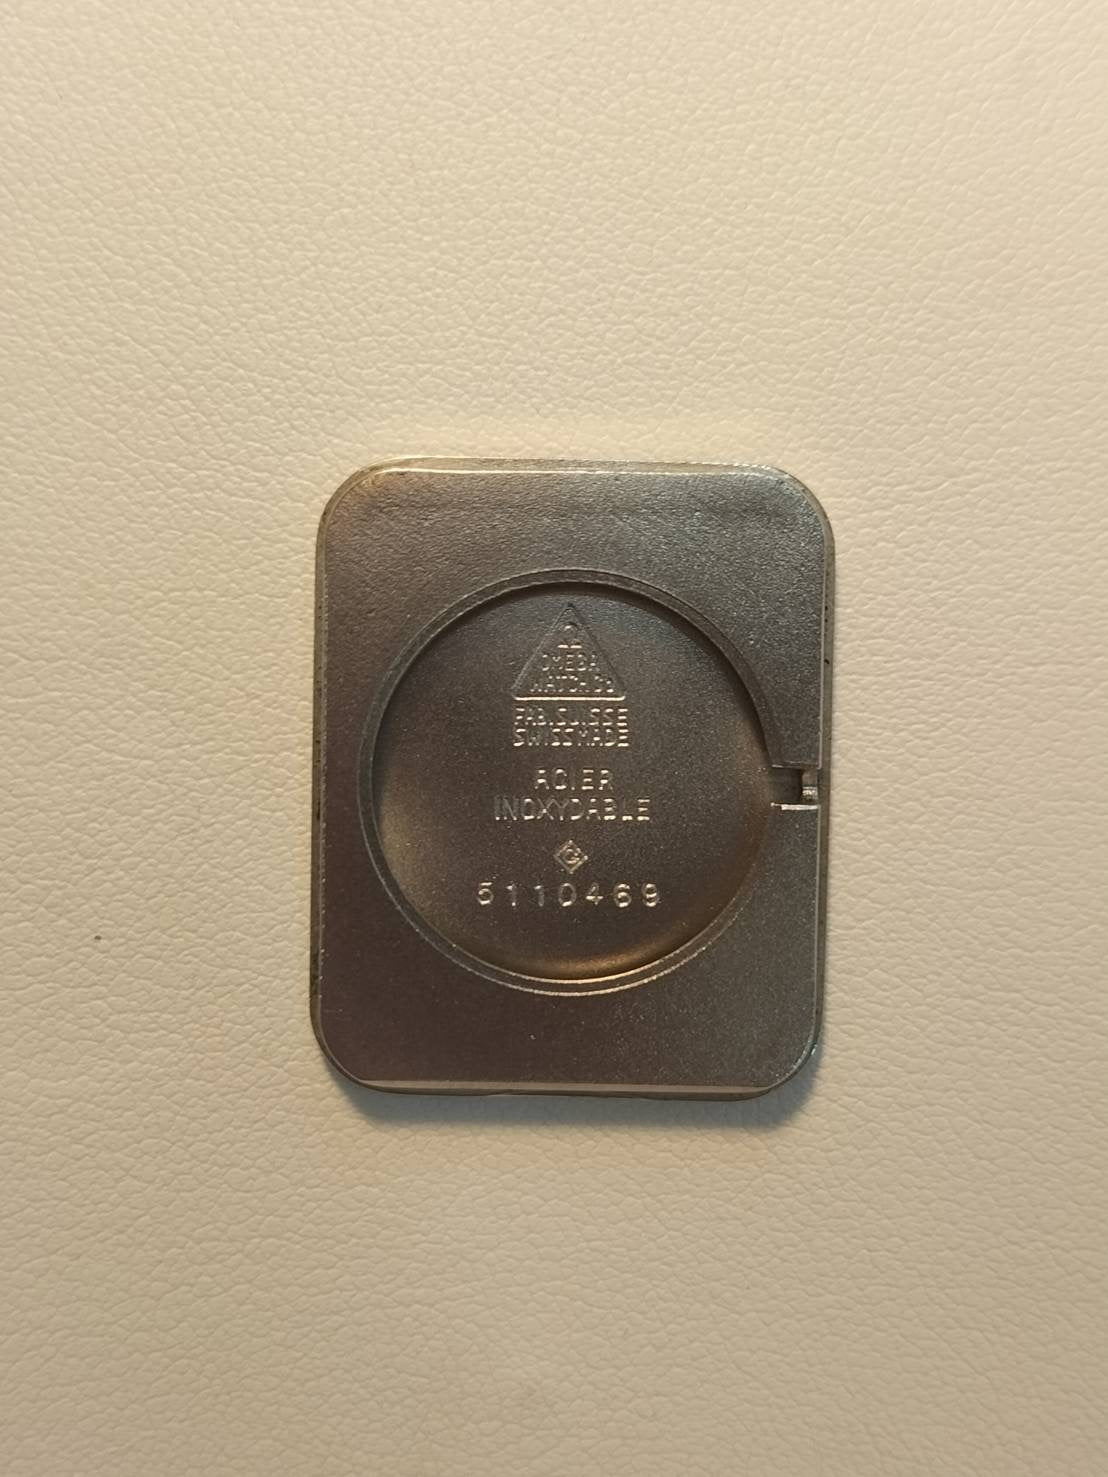 Ω
OMEGA
WATCH Co
FAB. SUISSE
SWISS MADE
ACIER
INOXYDABLE
G
5110469